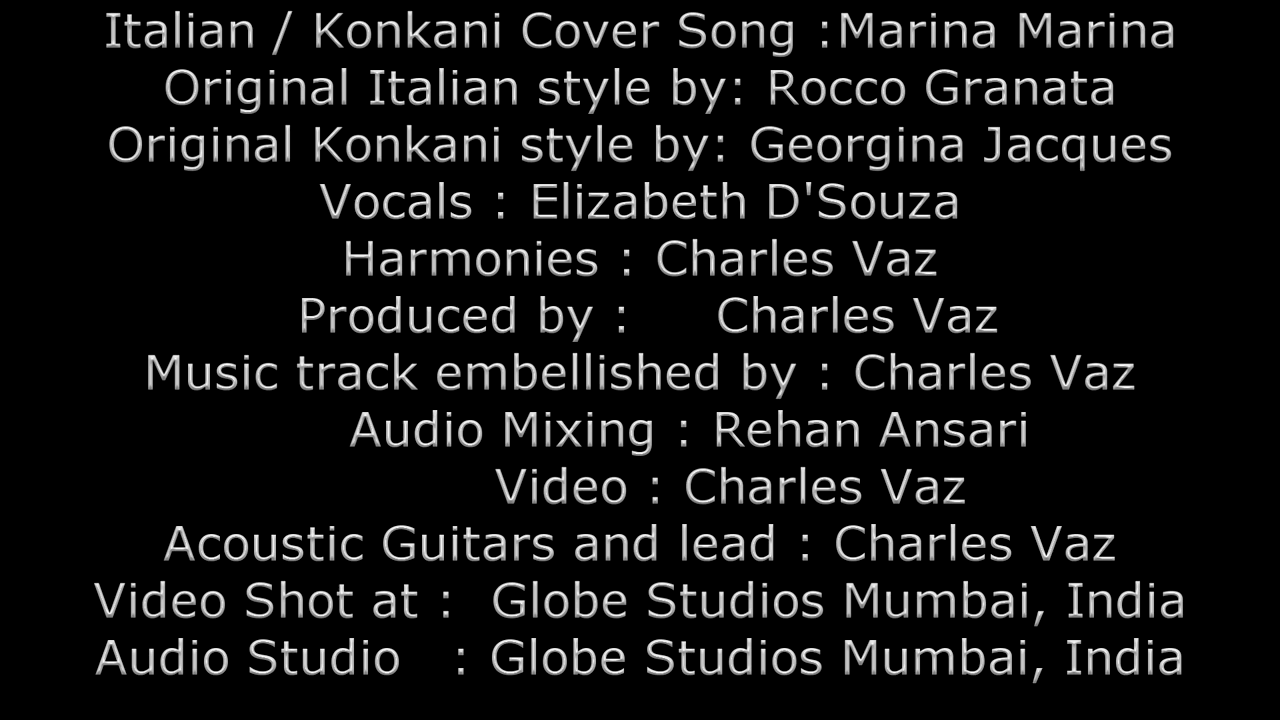 Italian / Konkani Cover Song :Marina Marina
Original Italian style by: Rocco Granata
Original Konkani style by: Georgina Jacques
Vocals : Elizabeth D'Souza
Harmonies : Charles Vaz
Produced by : Charles Vaz
Music track embellished by : Charles Vaz
Audio Mixing : Rehan Ansari
Video : Charles Vaz
Acoustic Guitars and lead : Charles Vaz
Video Shot at : Globe Studios Mumbai, India
Audio Studio : Globe Studios Mumbai, India